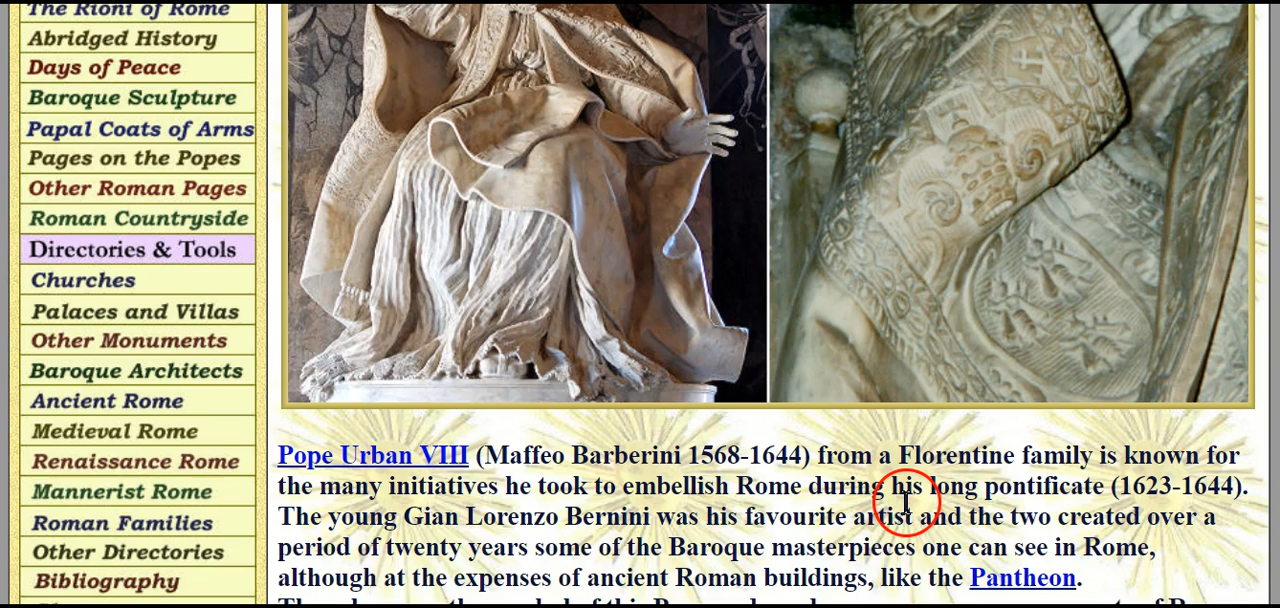 The Rioni of Rome
Abridged History
Days of Peace
Baroque Sculpture
Papal Coats of Arms
Pages on the Popes
Other Roman Pages
Roman Countryside
Directories & Tools
Churches
Palaces and Villas
Other Monuments
Baroque Architects
Ancient Rome
Medieval Rome
Renaissance Rome
Mannerist Rome
Roman Families
Other Directories
Bibliography
Pope Urban VIII (Maffeo Barberini 1568-1644) from a Florentine family is known for
the many initiatives he took to embellish Rome during his long pontificate (1623-1644).
The young Gian Lorenzo Bernini was his favourite artist and the two created over a
period of twenty years some of the Baroque masterpieces one can see in Rome,
although at the expenses of ancient Roman buildings, like the Pantheon.